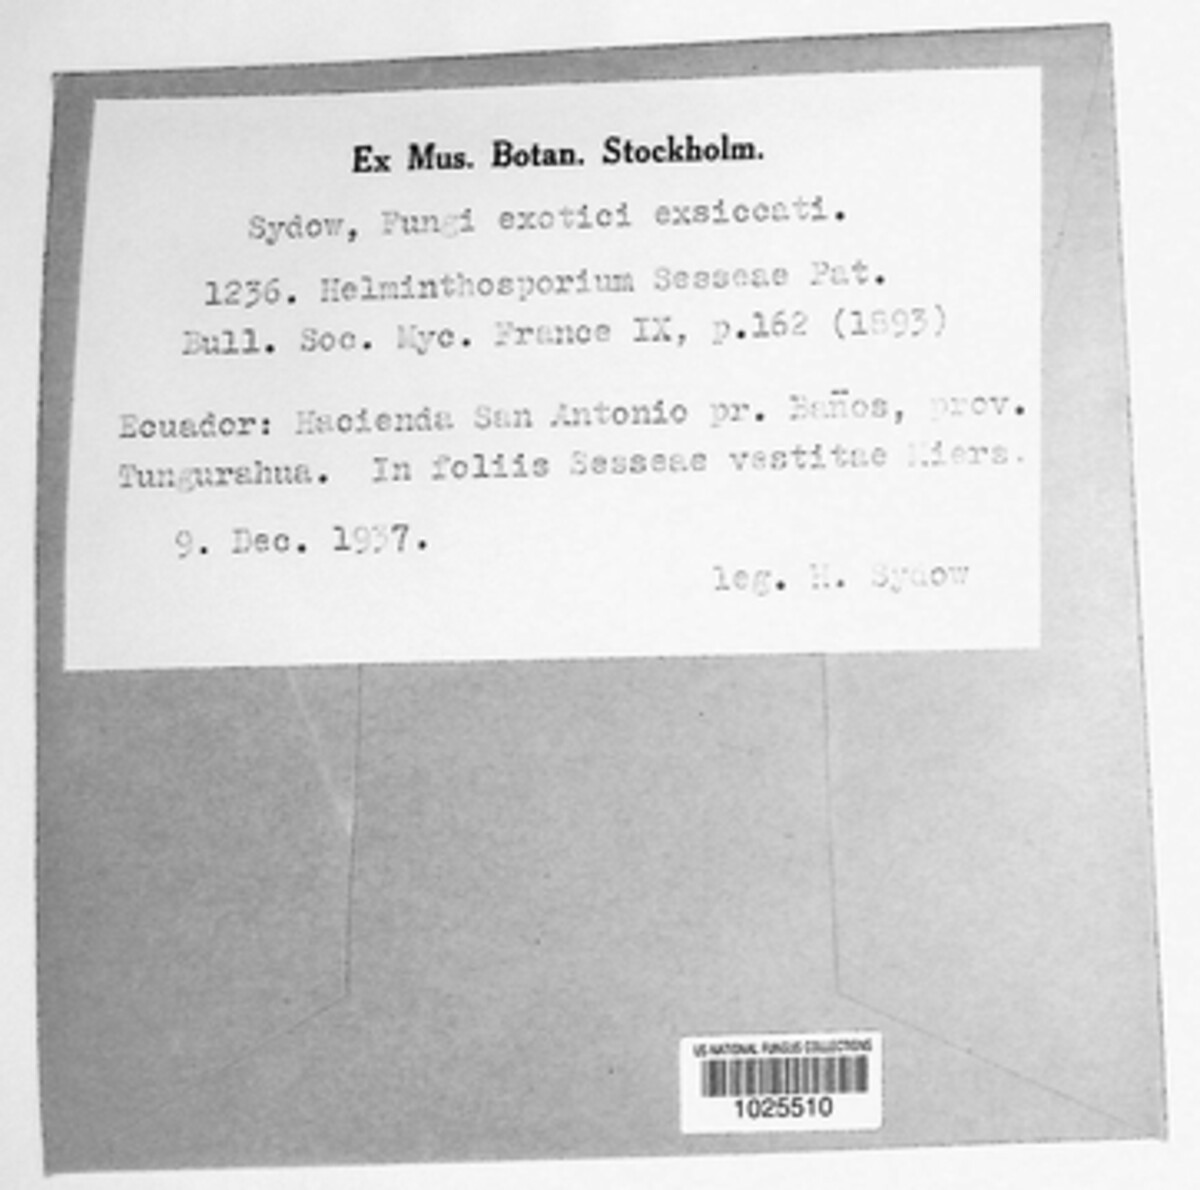 Ex Mus. Botan. Stockholm.
Sydow, Fungi exotici exsiccati.
1236. Helminthosporium Sesseae Pat.
Bull. Soc. Myc. France IX, p.162 (1893)
Ecuador: Hacienda San Antonio pr. Baños, prov.
Tungurahua. In foliis Sesseae vestitae Miers.
9. Dec. 1937.
leg. H. Sydow
US NATIONAL FUNGUS COLLECTIONS
1025510